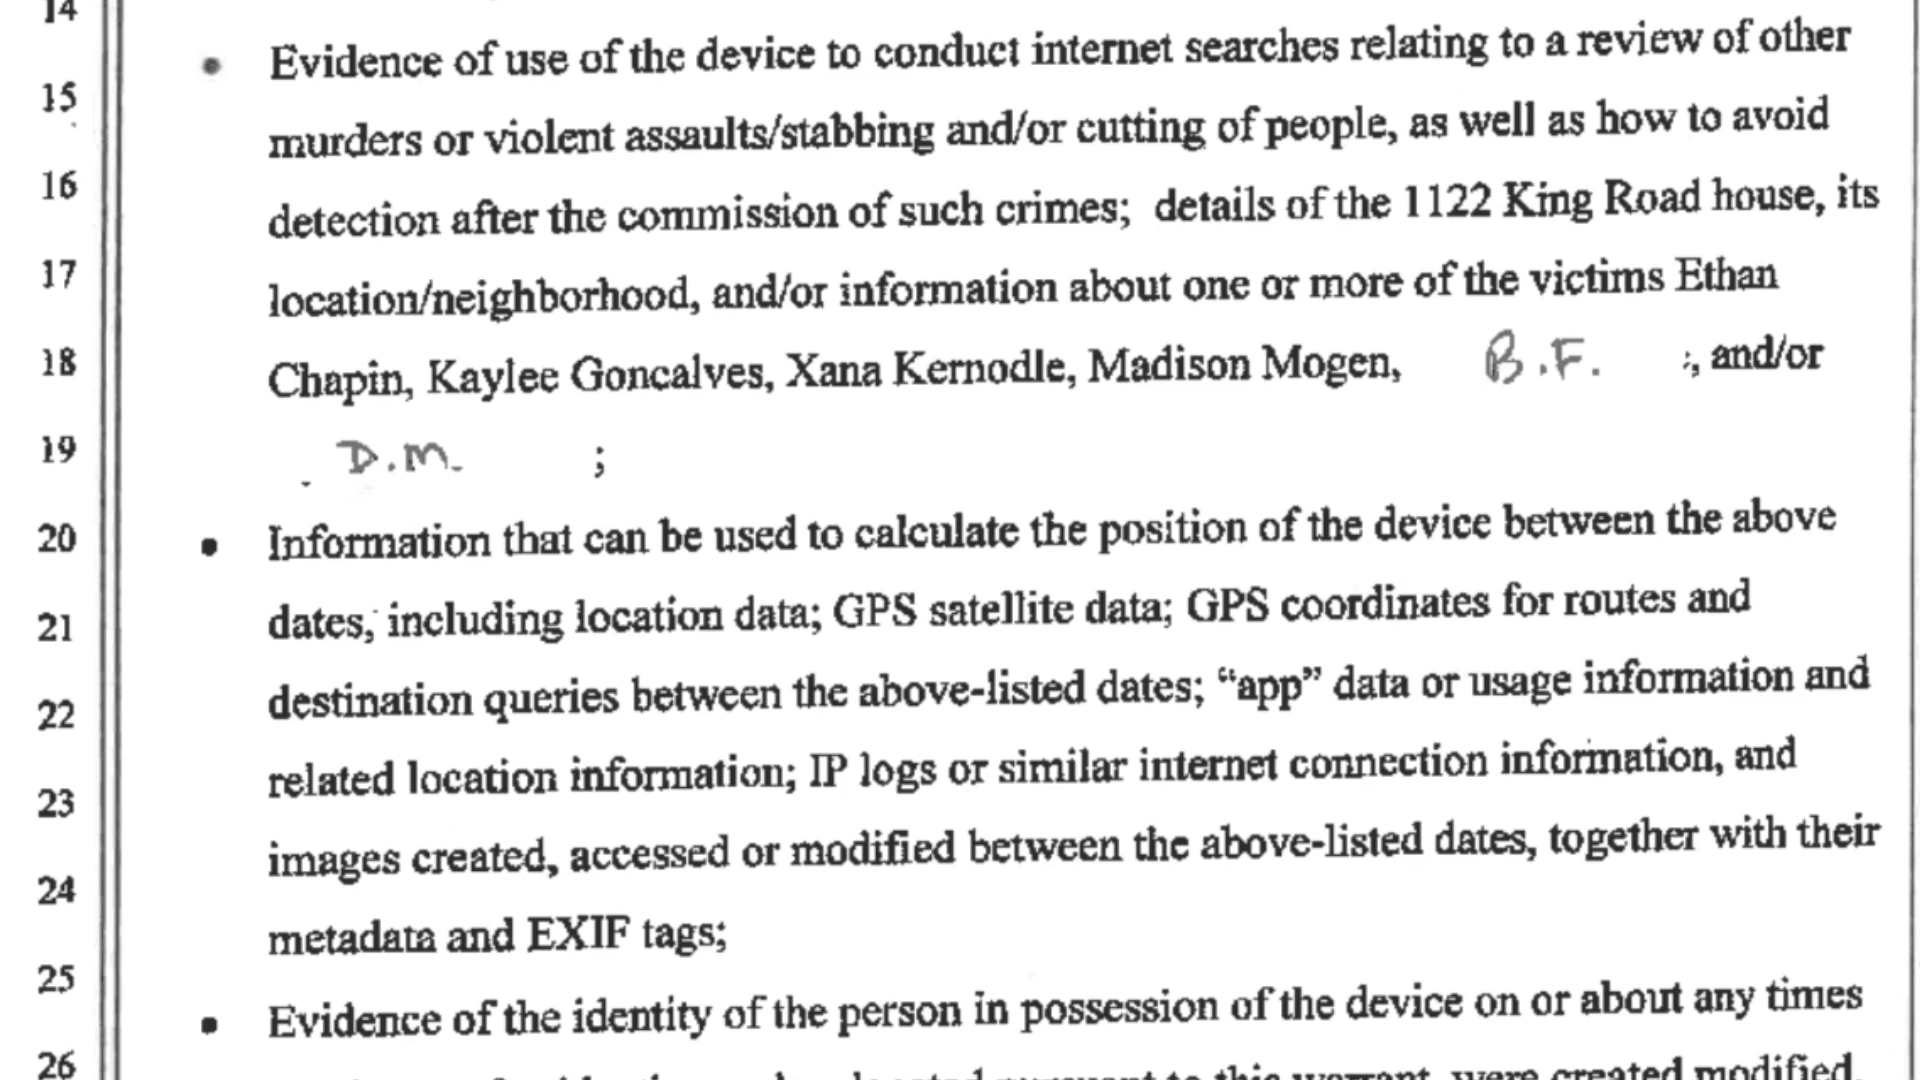 14
• Evidence of use of the device to conduct internet searches relating to a review of other
15
murders or violent assaults/stabbing and/or cutting of people, as well as how to avoid
16
detection after the commission of such crimes; details of the 1122 King Road house, its
17
location/neighborhood, and/or information about one or more of the victims Ethan
18
Chapin, Kaylee Goncalves, Xana Kernodle, Madison Mogen, B.F. ;, and/or
19
D.M. ;
20
• Information that can be used to calculate the position of the device between the above
21
dates, including location data; GPS satellite data; GPS coordinates for routes and
22
destination queries between the above-listed dates; “app” data or usage information and
23
related location information; IP logs or similar internet connection information, and
24
images created, accessed or modified between the above-listed dates, together with their
metadata and EXIF tags;
25
• Evidence of the identity of the person in possession of the device on or about any times
26
pursuant to this warrant, were created modified,